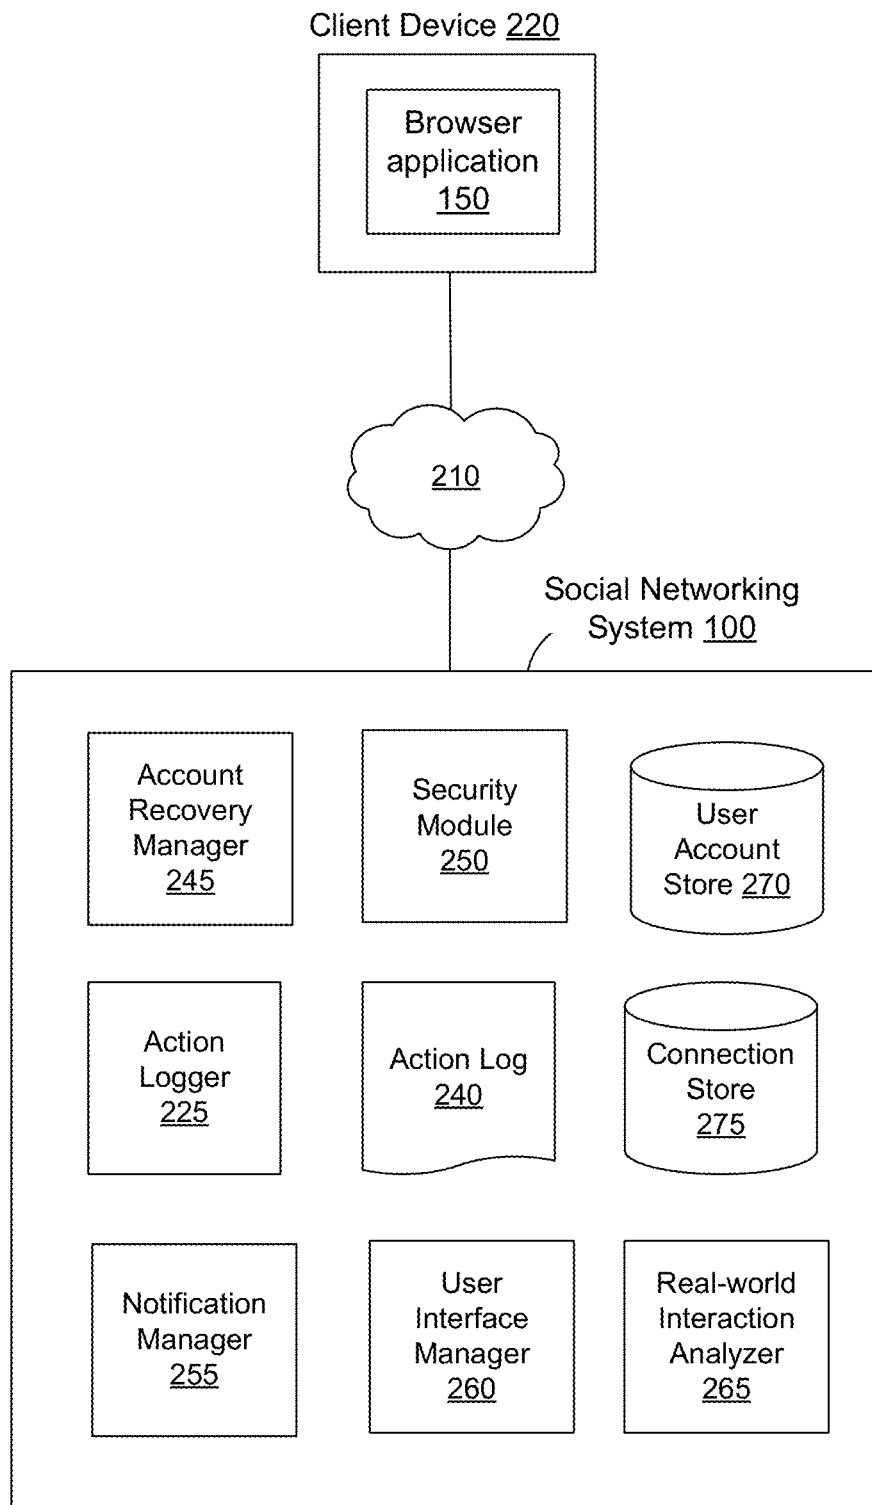 Client Device 220
Browser
application
150
210
Social Networking
System 100
Account
Recovery
Manager
245
Security
Module
250
User
Account
Store 270
Action
Logger
225
Action Log
240
Connection
Store
275
Notification
Manager
255
User
Interface
Manager
260
Real-world
Interaction
Analyzer
265